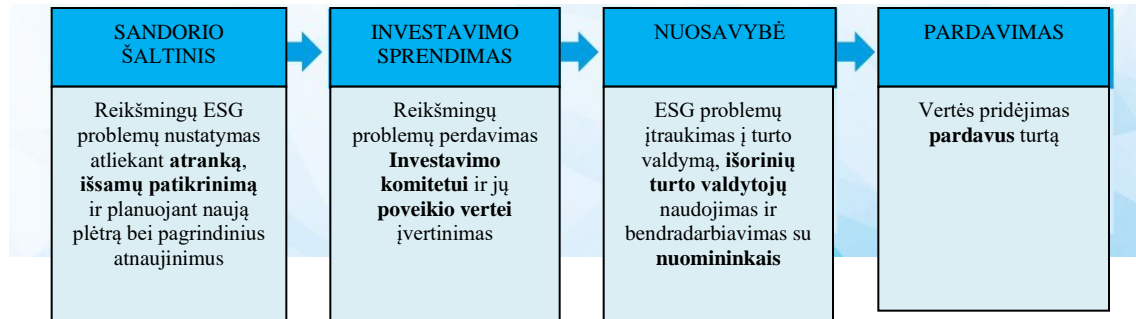 SANDORIO
ŠALTINIS
Reikšmingų ESG
problemų nustatymas
atliekant atranką,
išsamų patikrinimą
ir planuojant naują
plėtrą bei pagrindinius
atnaujinimus
INVESTAVIMO
SPRENDIMAS
Reikšmingų
problemų perdavimas
Investavimo
komitetui ir jų
poveikio vertei
įvertinimas
NUOSAVYBĖ
ESG problemų
įtraukimas į turto
valdymą, išorinių
turto valdytojų
naudojimas ir
bendradarbiavimas su
nuomininkais
PARDAVIMAS
Vertės pridėjimas
pardavus turtą